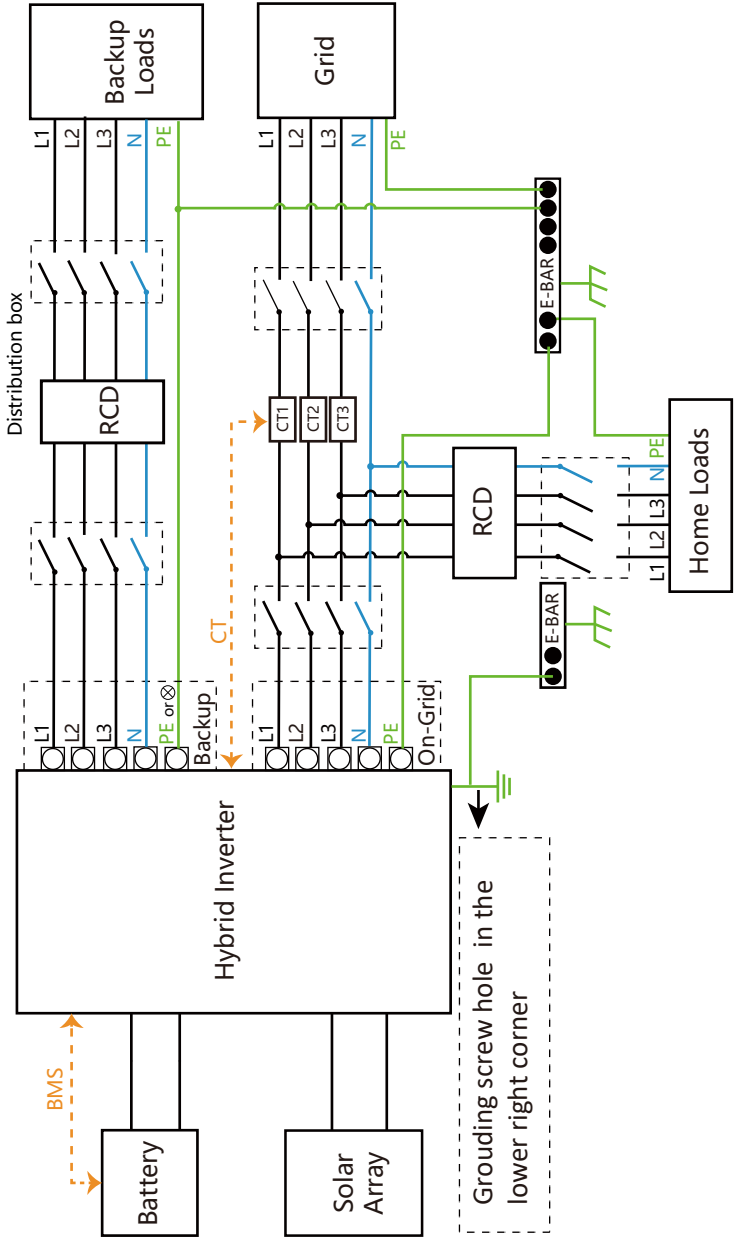 Distribution box
Backup
Loads
L1
L2
L3
N
PE
RCD
L1
L2
L3
N
PE or
Backup
Grid
L1
L2
L3
N
PE
CT1
CT2
CT3
CT
L1
L2
L3
N
PE
On-Grid
E-BAR
RCD
L1
L2
L3
N
PE
Home Loads
E-BAR
Hybrid Inverter
BMS
Battery
Solar
Array
Grouding screw hole in the
lower right corner